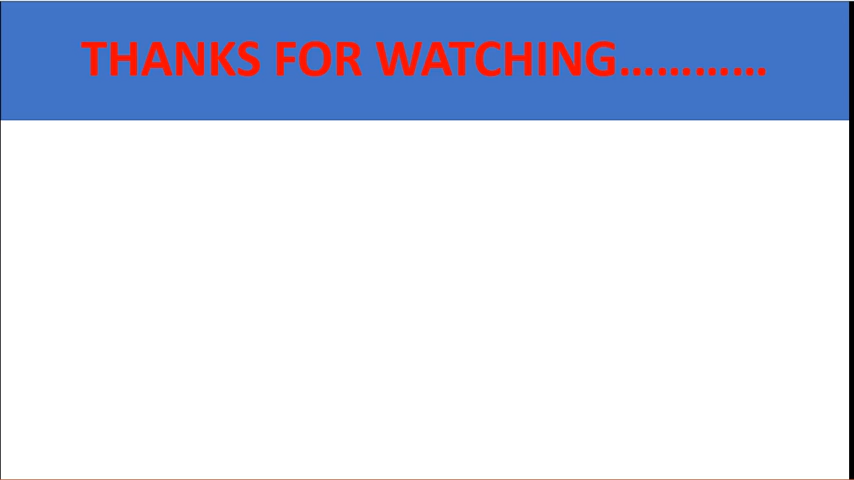 THANKS FOR WATCHING…………